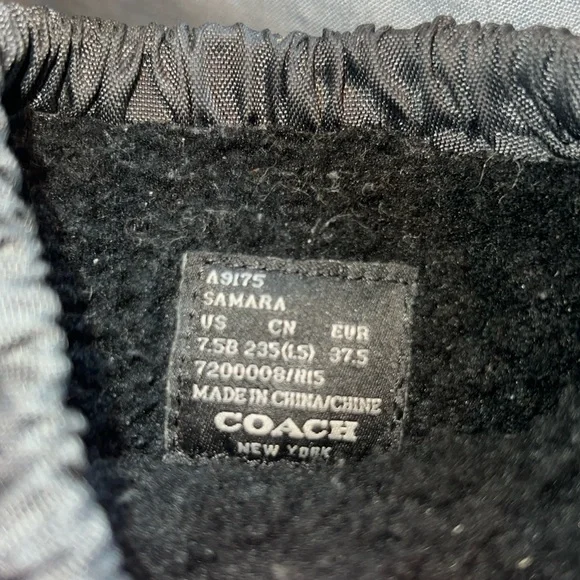 A9175
SAMARA
US CN EUR
7.5B 235(1.5) 37.5
7200008/H15
MADE IN CHINA/CHINE
COACH
NEW YORK